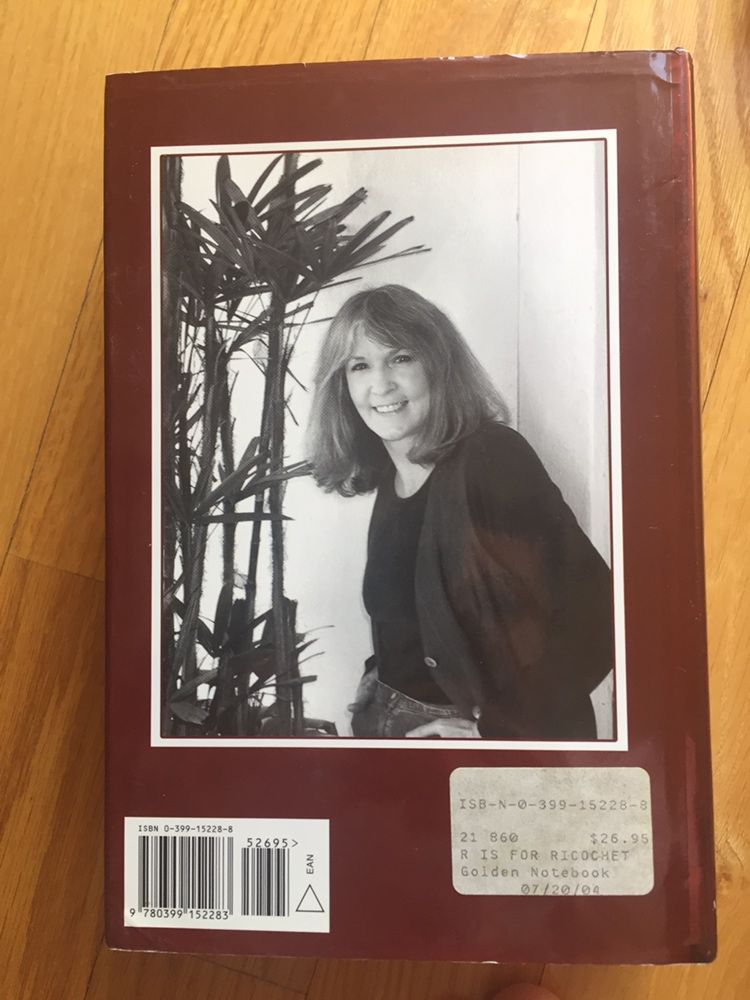 ISBN 0-399-15228-8
52695>
EAN
9 780399 152283
ISB-N-0-399-15228-8
21 860 $26.95
R IS FOR RICOCHET
Golden Notebook
07/20/04